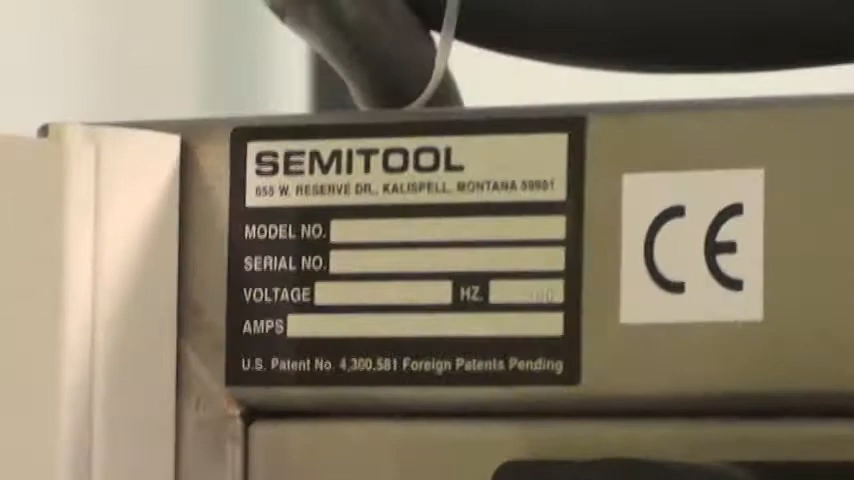 SEMITOOL
655 W. RESERVE DR., KALISPELL, MONTANA 59901
MODEL NO.
SERIAL NO.
VOLTAGE HZ.
AMPS
U.S. Patent No. 4,300,581 Foreign Patents Pending
CE